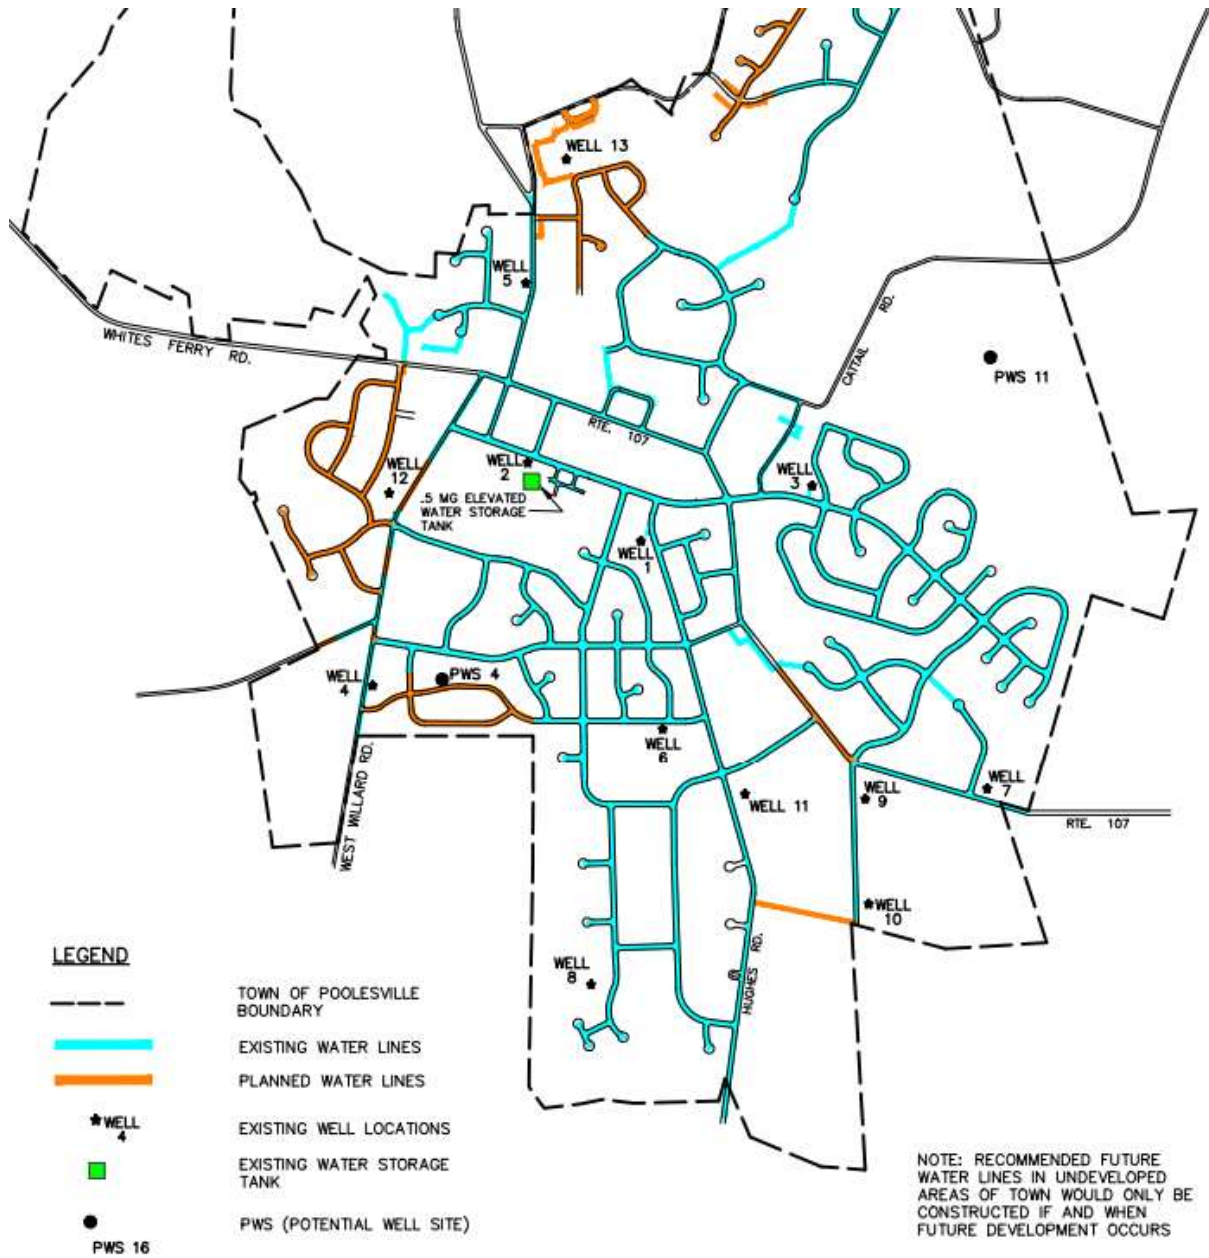 WELL 13
WELL
5
WHITES FERRY RD.
CATTAIL RD.
PWS 11
RTE. 107
WELL
2
WELL
12
WELL
3
.5 MG ELEVATED
WATER STORAGE
TANK
WELL
1
WELL
4
PWS 4
WELL
6
WELL
7
WELL
9
WELL 11
RTE. 107
WEST WILLARD RD.
WELL
10
HUGHES RD.
WELL
8
LEGEND
TOWN OF POOLESVILLE
BOUNDARY
EXISTING WATER LINES
PLANNED WATER LINES
WELL
4
EXISTING WELL LOCATIONS
EXISTING WATER STORAGE
TANK
PWS (POTENTIAL WELL SITE)
PWS 16
NOTE: RECOMMENDED FUTURE
WATER LINES IN UNDEVELOPED
AREAS OF TOWN WOULD ONLY BE
CONSTRUCTED IF AND WHEN
FUTURE DEVELOPMENT OCCURS